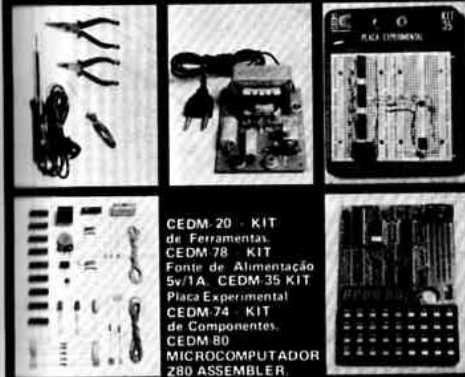 KIT
35
PLACA EXPERIMENTAL
CEDM-20 - KIT
de Ferramentas.
CEDM-78 - KIT
Fonte de Alimentação
5v/1A. CEDM-35 KIT
Placa Experimental
CEDM-74 - KIT
de Componentes.
CEDM-80
MICROCOMPUTADOR
Z80 ASSEMBLER.